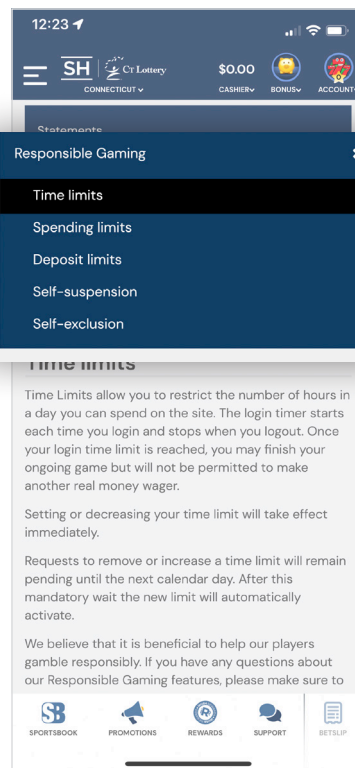 12:23
SH CT Lottery $0.00
CONNECTICUT CASHIER BONUS ACCOUNT
Statements
Responsible Gaming
Time limits
Spending limits
Deposit limits
Self-suspension
Self-exclusion
Time limits
Time Limits allow you to restrict the number of hours in
a day you can spend on the site. The login timer starts
each time you login and stops when you logout. Once
your login time limit is reached, you may finish your
ongoing game but will not be permitted to make
another real money wager.
Setting or decreasing your time limit will take effect
immediately.
Requests to remove or increase a time limit will remain
pending until the next calendar day. After this
mandatory wait the new limit will automatically
activate.
We believe that it is beneficial to help our players
gamble responsibly. If you have any questions about
our Responsible Gaming features, please make sure to
SB R
SPORTSBOOK PROMOTIONS REWARDS SUPPORT BETSLIP